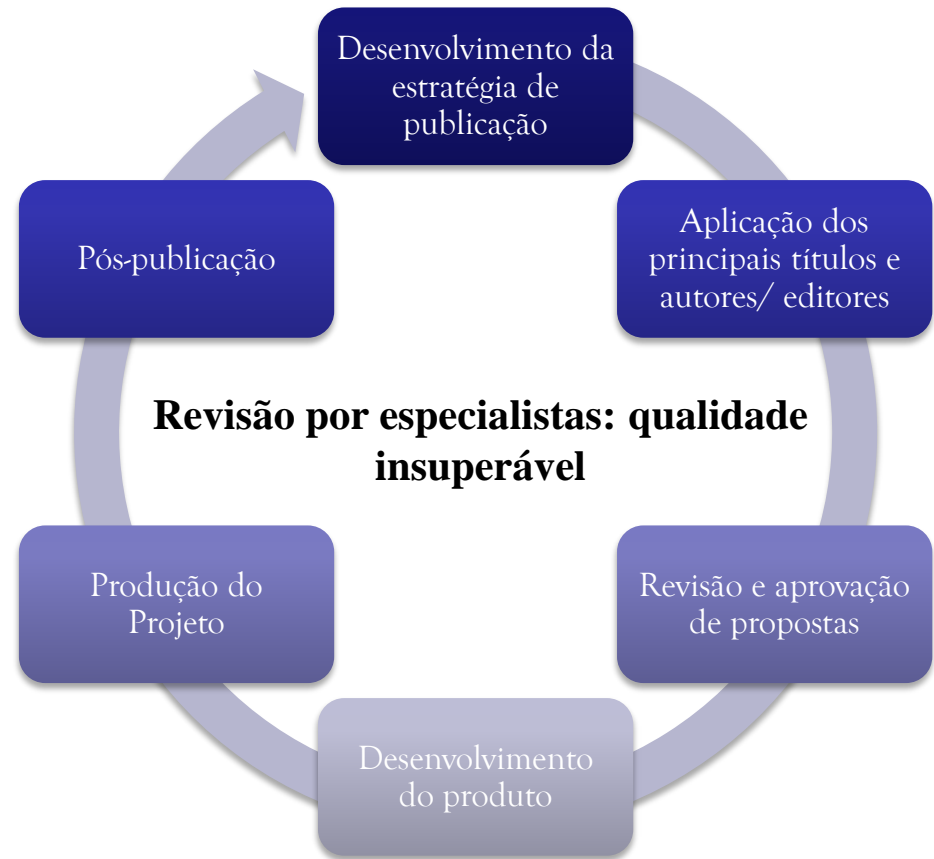 Desenvolvimento da
estratégia de
publicação
Aplicação dos
principais títulos e
autores/ editores
Revisão e aprovação
de propostas
Desenvolvimento
do produto
Produção do
Projeto
Pós-publicação
Revisão por especialistas: qualidade
insuperável